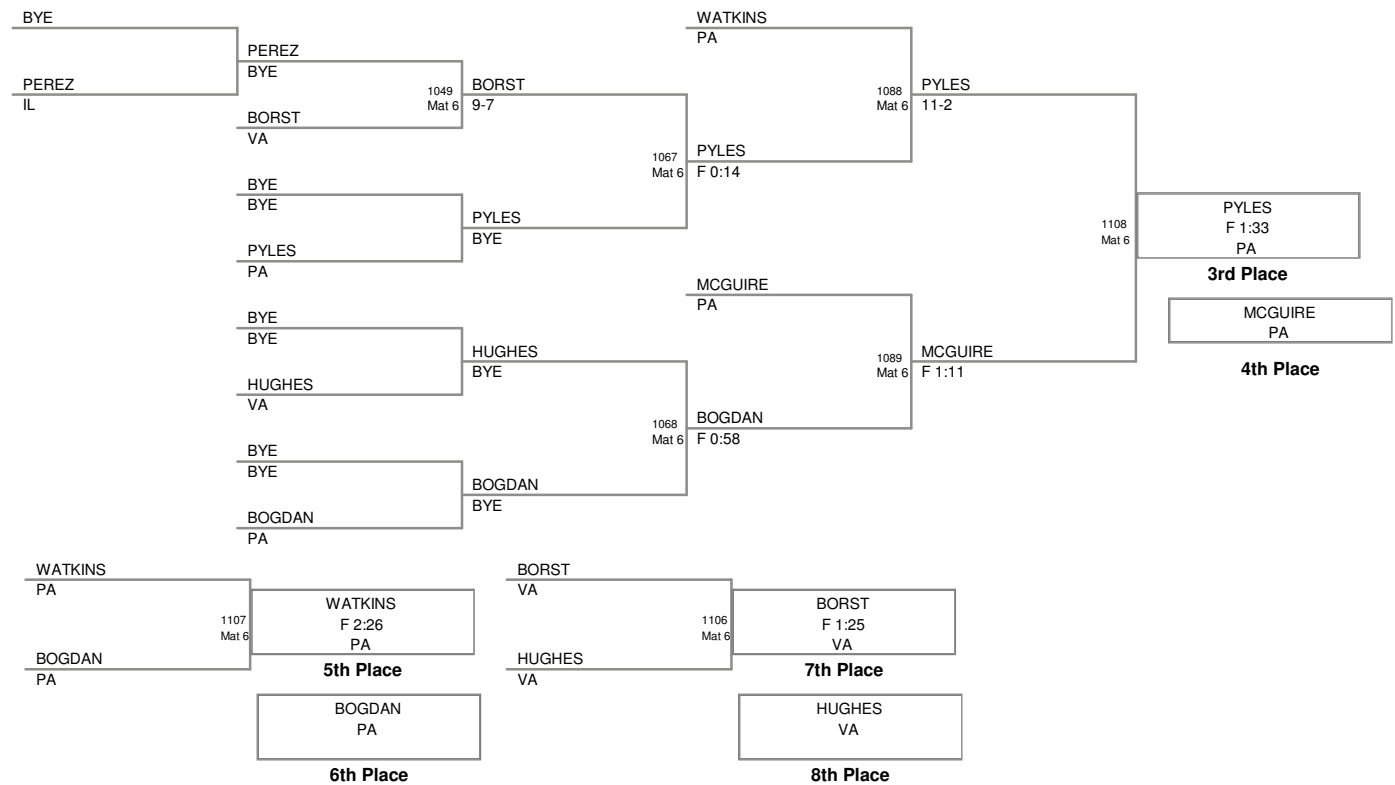 BYE
PEREZ
IL
PEREZ
BYE
BORST
VA
1049
Mat 6
BORST
9-7
BYE
BYE
PYLES
PA
PYLES
BYE
1067
Mat 6
PYLES
F 0:14
WATKINS
PA
1088
Mat 6
PYLES
11-2
BYE
BYE
HUGHES
VA
HUGHES
BYE
BYE
BYE
BOGDAN
PA
BOGDAN
BYE
1068
Mat 6
BOGDAN
F 0:58
MCGUIRE
PA
1089
Mat 6
MCGUIRE
F 1:11
1108
Mat 6
PYLES
F 1:33
PA
3rd Place
MCGUIRE
PA
4th Place
WATKINS
PA
BOGDAN
PA
1107
Mat 6
WATKINS
F 2:26
PA
5th Place
BOGDAN
PA
6th Place
BORST
VA
HUGHES
VA
1106
Mat 6
BORST
F 1:25
VA
7th Place
HUGHES
VA
8th Place